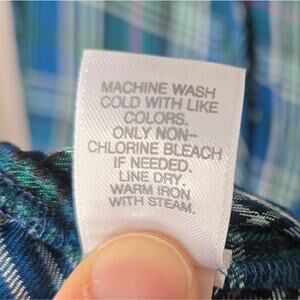 MACHINE WASH
COLD WITH LIKE
COLORS.
ONLY NON-
CHLORINE BLEACH
IF NEEDED.
LINE DRY.
WARM IRON
WITH STEAM.